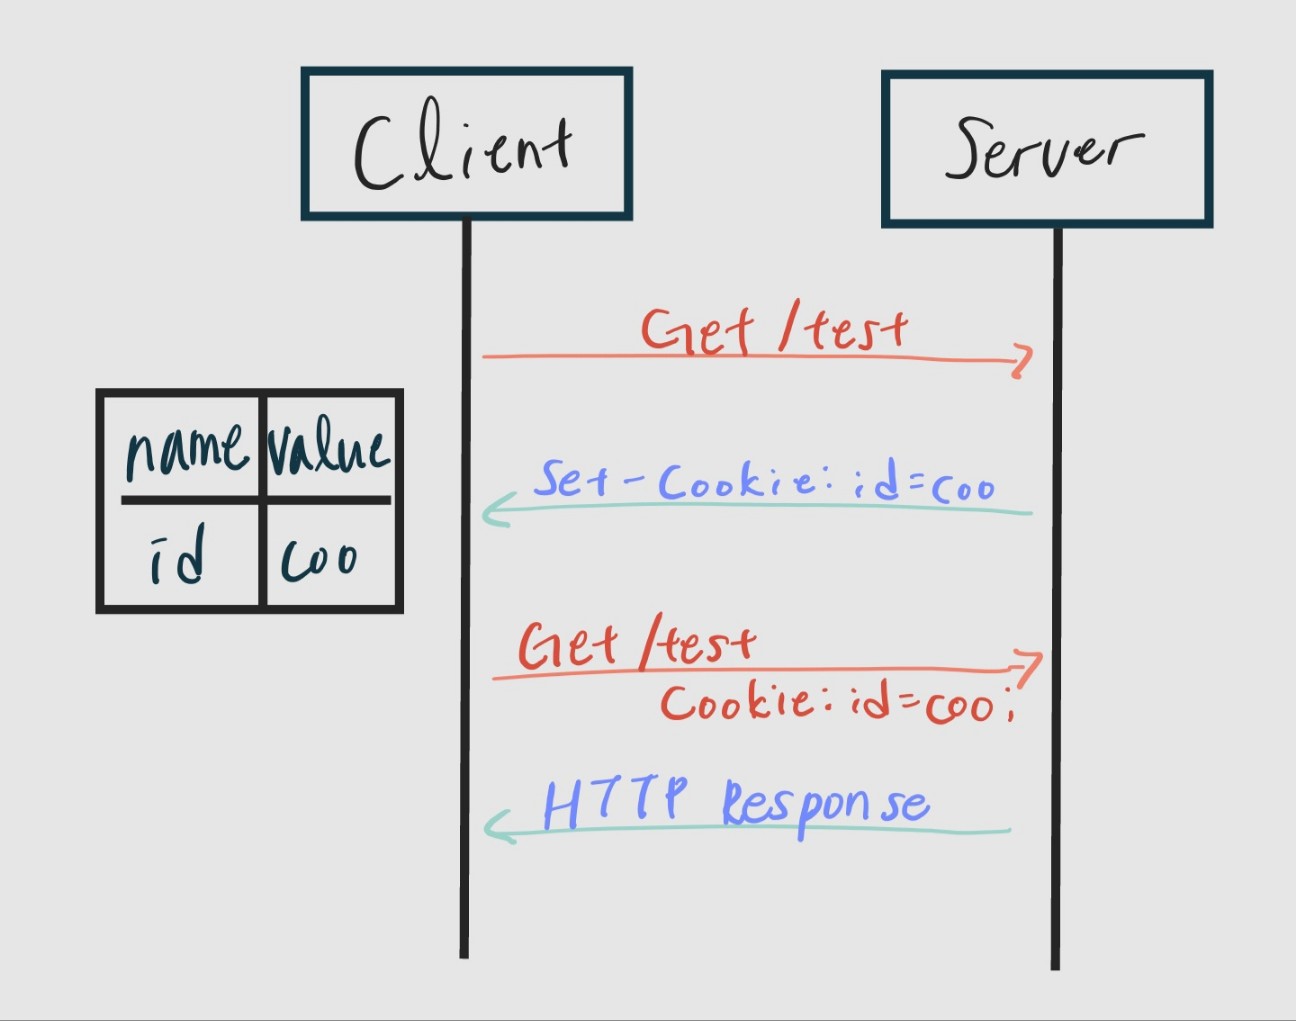 Client
Server
Get /test
name value
id coo
Set-Cookie: id=coo
Get /test
Cookie: id=coo;
HTTP Response